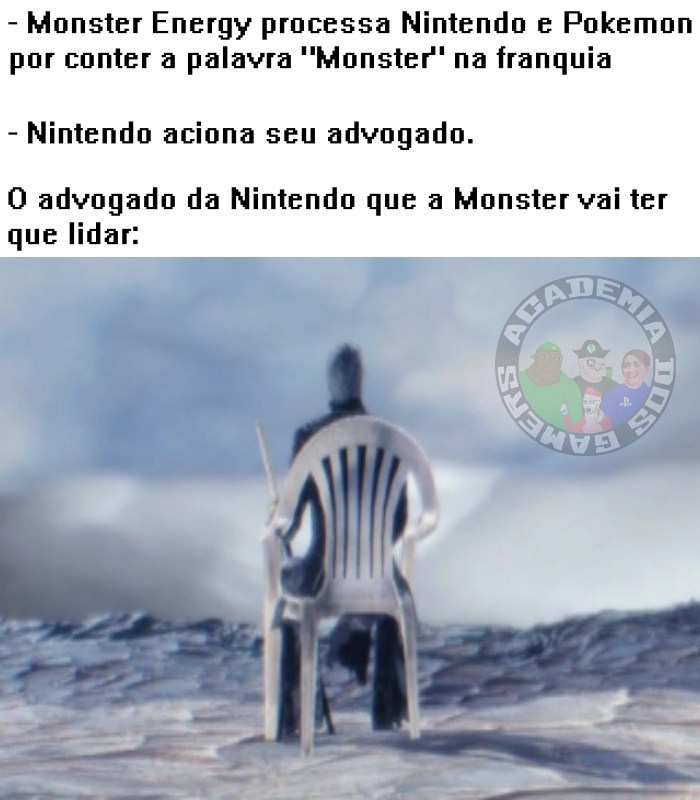 - Monster Energy processa Nintendo e Pokemon
por conter a palavra "Monster" na franquia
- Nintendo aciona seu advogado.
O advogado da Nintendo que a Monster vai ter
que lidar:
ACADEMIA DOS GAMERS